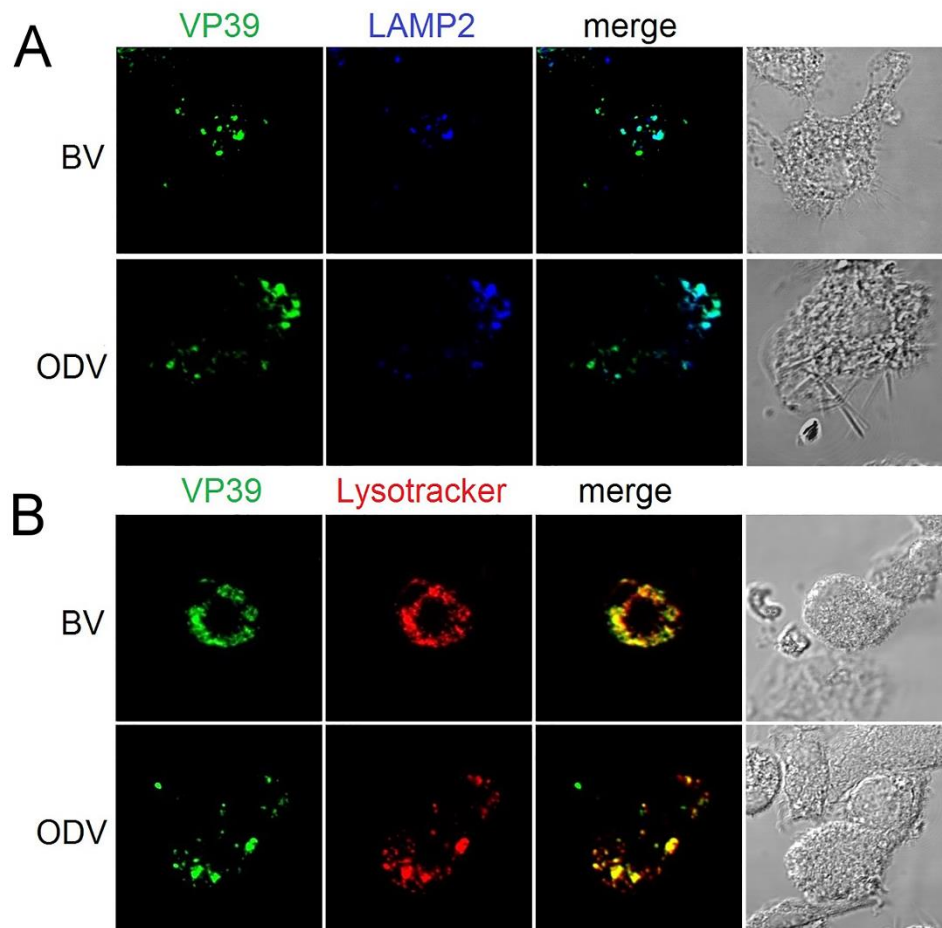 A
VP39 LAMP2 merge
BV
ODV
B
VP39 Lysotracker merge
BV
ODV